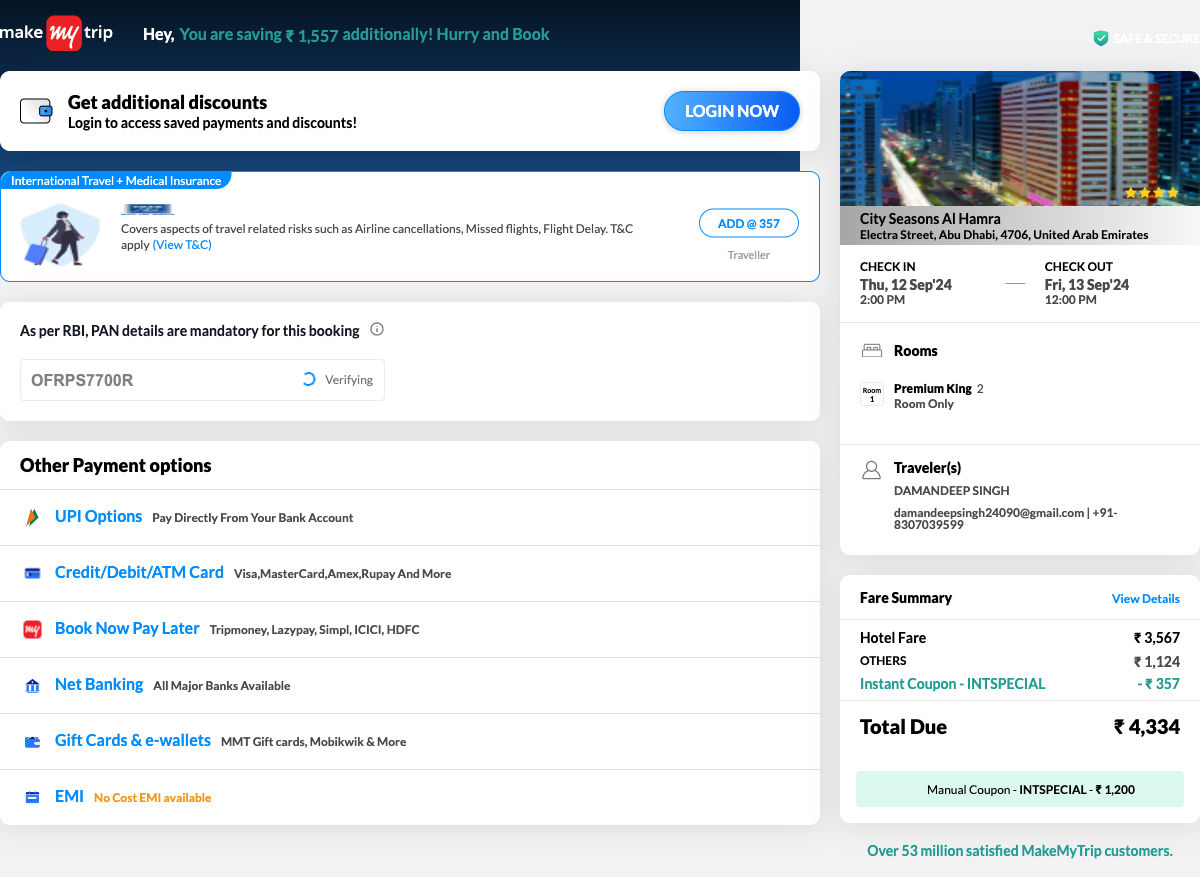 make my trip
Hey, You are saving ₹ 1,557 additionally! Hurry and Book
SAFE & SECURE
Get additional discounts
Login to access saved payments and discounts!
LOGIN NOW
International Travel + Medical Insurance
Covers aspects of travel related risks such as Airline cancellations, Missed flights, Flight Delay. T&C
apply (View T&C)
ADD @ 357
Traveller
As per RBI, PAN details are mandatory for this booking
OFRPS7700R
Verifying
Other Payment options
UPI Options Pay Directly From Your Bank Account
Credit/Debit/ATM Card Visa,MasterCard,Amex,Rupay And More
my Book Now Pay Later Tripmoney, Lazypay, Simpl, ICICI, HDFC
Net Banking All Major Banks Available
Gift Cards & e-wallets MMT Gift cards, Mobikwik & More
EMI No Cost EMI available
City Seasons Al Hamra
Electra Street, Abu Dhabi, 4706, United Arab Emirates
CHECK IN
Thu, 12 Sep'24
2:00 PM
CHECK OUT
Fri, 13 Sep'24
12:00 PM
Rooms
Room
1
Premium King 2
Room Only
Traveler(s)
DAMANDEEP SINGH
damandeepsingh24090@gmail.com | +91-
8307039599
Fare Summary
View Details
Hotel Fare ₹ 3,567
OTHERS ₹ 1,124
Instant Coupon - INTSPECIAL - ₹ 357
Total Due ₹ 4,334
Manual Coupon - INTSPECIAL - ₹ 1,200
Over 53 million satisfied MakeMyTrip customers.